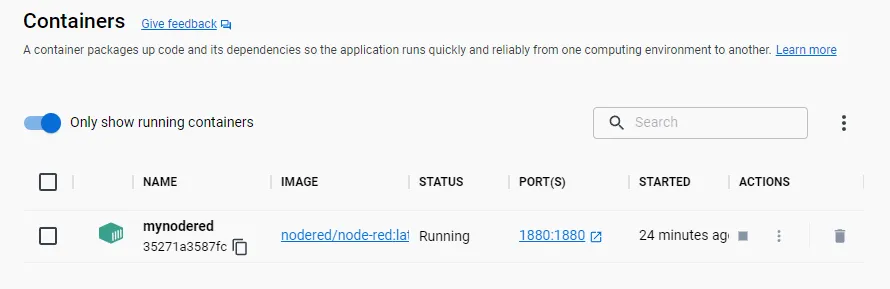 Containers Give feedback
A container packages up code and its dependencies so the application runs quickly and reliably from one computing environment to another. Learn more
Only show running containers
Search
NAME IMAGE STATUS PORT(S) STARTED ACTIONS
mynodered
35271a3587fc nodered/node-red:lat Running 1880:1880 24 minutes ago